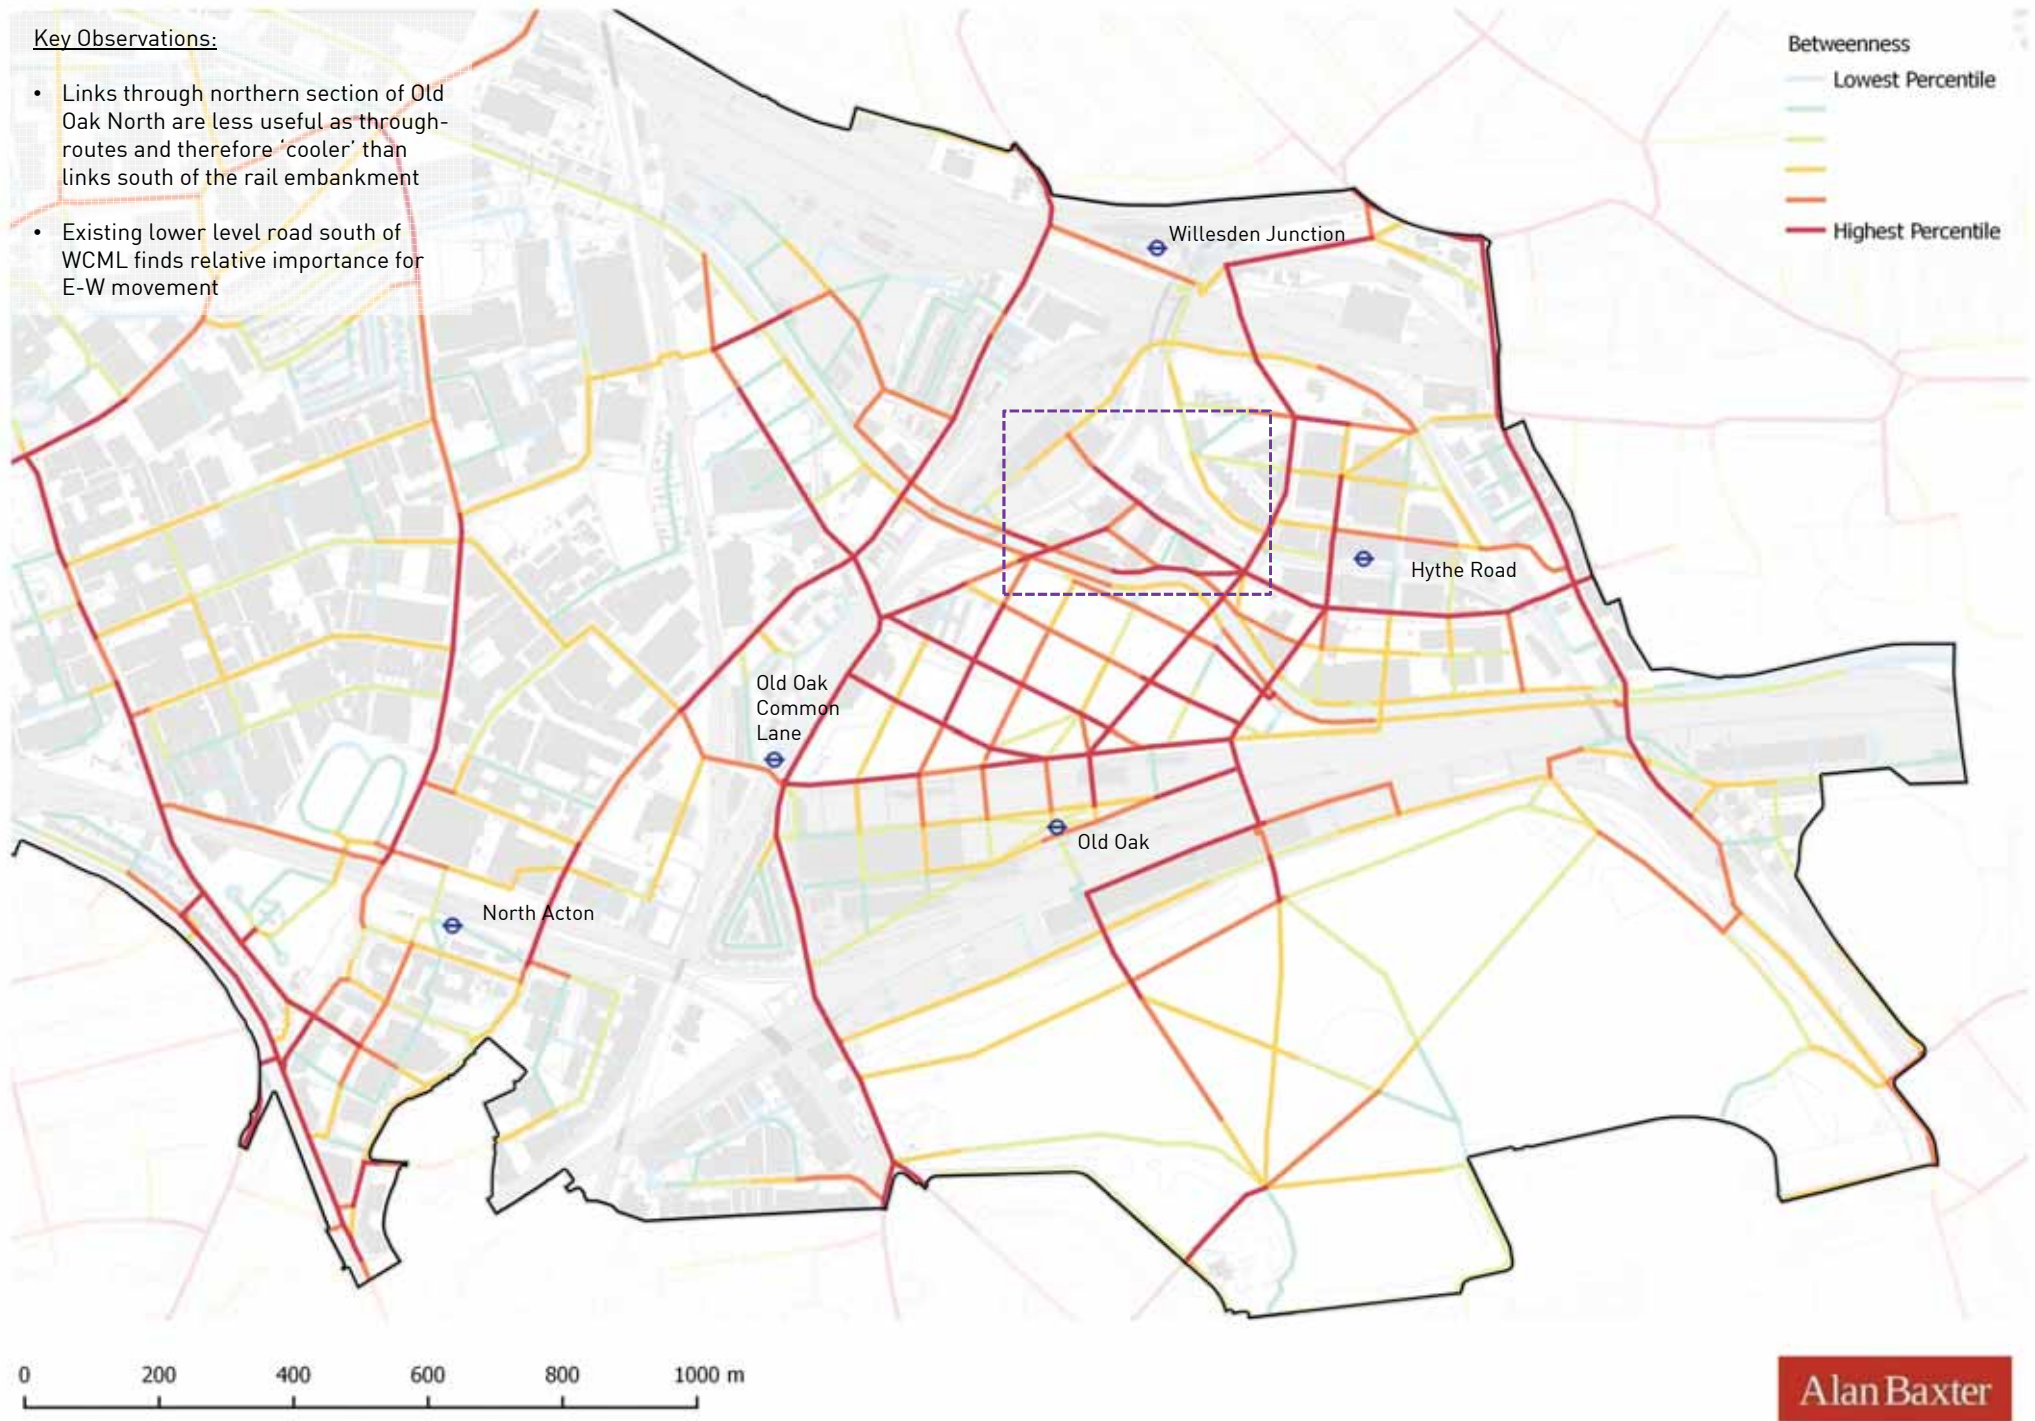 Key Observations:
• Links through northern section of Old
Oak North are less useful as through-
routes and therefore ‘cooler’ than
links south of the rail embankment
• Existing lower level road south of
WCML finds relative importance for
E-W movement
Betweenness
Lowest Percentile
Highest Percentile
Willesden Junction
Hythe Road
Old Oak
Common
Lane
Old Oak
North Acton
0 200 400 600 800 1000 m
Alan Baxter